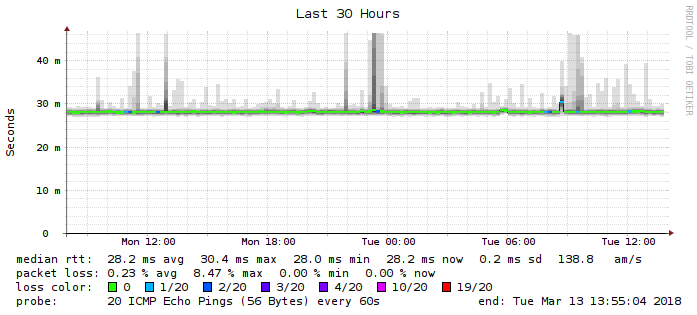 Last 30 Hours
RRDTOOL / TOBI OETIKER
Seconds
40 m
30 m
20 m
10 m
0
Mon 12:00 Mon 18:00 Tue 00:00 Tue 06:00 Tue 12:00
median rtt: 28.2 ms avg 30.4 ms max 28.0 ms min 28.2 ms now 0.2 ms sd 138.8 am/s
packet loss: 0.23 % avg 8.47 % max 0.00 % min 0.00 % now
loss color: 0 1/20 2/20 3/20 4/20 10/20 19/20
probe: 20 ICMP Echo Pings (56 Bytes) every 60s end: Tue Mar 13 13:55:04 2018